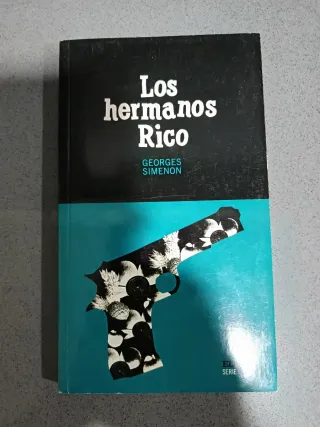 Los
hermanos
Rico
GEORGES
SIMENON
SERIE